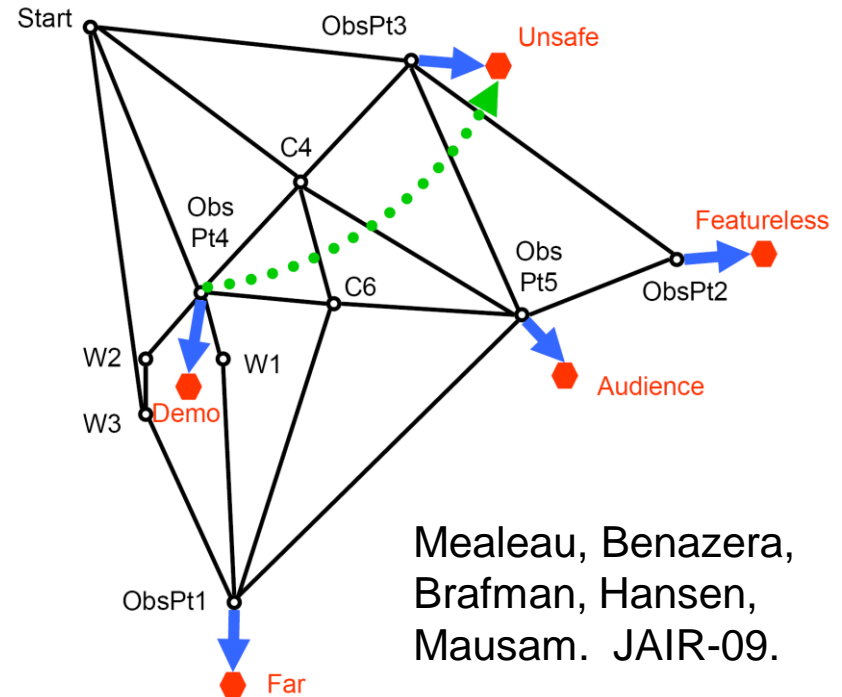 Start
ObsPt3
Unsafe
C4
Obs
Pt4
Featureless
Obs
Pt5
C6
ObsPt2
W2
W1
Audience
Demo
W3
Mealeau, Benazera,
Brafman, Hansen,
Mausam. JAIR-09.
ObsPt1
Far